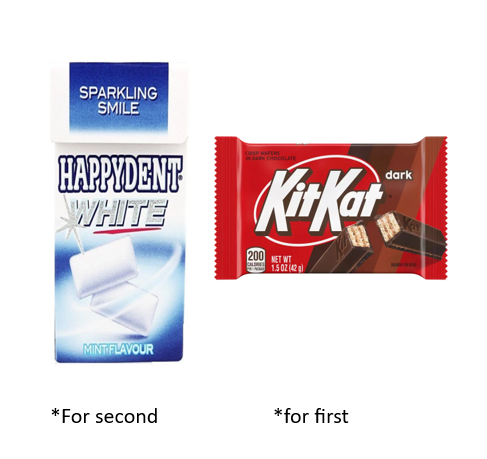 SPARKLING
SMILE
HAPPYDENT
WHITE
MINT FLAVOUR
CRISP WAFERS
IN DARK CHOCOLATE
KitKat
dark
200
CALORIES
NET WT
1.5 OZ (42 g)
*For second
*for first